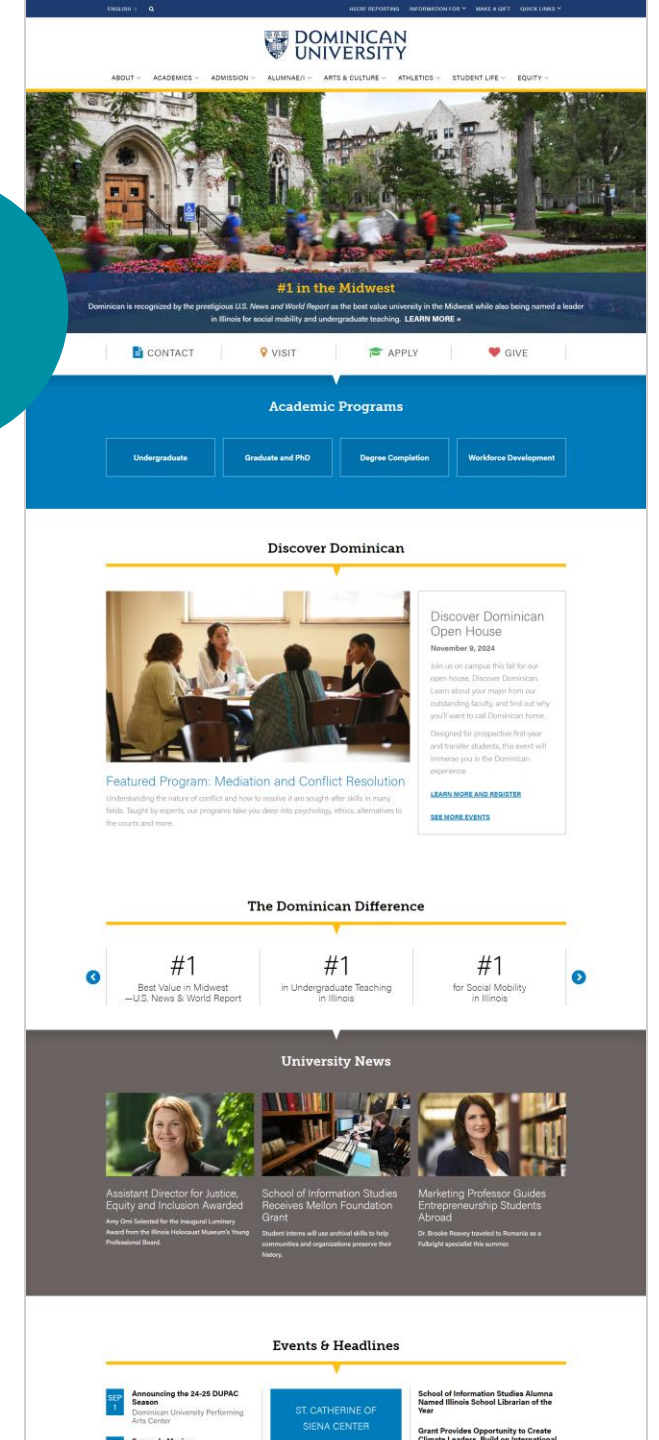 ENGLISH
HEERF REPORTING INFORMATION FOR MAKE A GIFT QUICK LINKS
DOMINICAN
UNIVERSITY
ABOUT ACADEMICS ADMISSION ALUMNAE/I ARTS & CULTURE ATHLETICS STUDENT LIFE EQUITY
#1 in the Midwest
Dominican is recognized by the prestigious U.S. News and World Report as the best value university in the Midwest while also being named a leader
in Illinois for social mobility and undergraduate teaching. LEARN MORE »
CONTACT VISIT APPLY GIVE
Academic Programs
Undergraduate Graduate and PhD Degree Completion Workforce Development
Discover Dominican
Featured Program: Mediation and Conflict Resolution
Understanding the nature of conflict and how to resolve it are sought-after skills in many
fields. Taught by experts, our programs take you deep into psychology, ethics, alternatives to
the courts and more.
Discover Dominican
Open House
November 9, 2024
Join us on campus this fall for our
open house, Discover Dominican.
Learn about your major from our
outstanding faculty, and find out why
you'll want to call Dominican home.
Designed for prospective first-year
and transfer students, this event will
immerse you in the Dominican
experience.
LEARN MORE AND REGISTER
SEE MORE EVENTS
The Dominican Difference
#1
Best Value in Midwest
—U.S. News & World Report
#1
in Undergraduate Teaching
in Illinois
#1
for Social Mobility
in Illinois
University News
Assistant Director for Justice,
Equity and Inclusion Awarded
Amy Omi Selected for the inaugural Luminary
Award from the Illinois Holocaust Museum's Young
Professional Board.
School of Information Studies
Receives Mellon Foundation
Grant
Student interns will use archival skills to help
communities and organizations preserve their
history.
Marketing Professor Guides
Entrepreneurship Students
Abroad
Dr. Brooke Reavey traveled to Romania as a
Fulbright specialist this summer.
Events & Headlines
SEP
1
Announcing the 24-25 DUPAC
Season
Dominican University Performing
Arts Center
ST. CATHERINE OF
SIENA CENTER
School of Information Studies Alumna
Named Illinois School Librarian of the
Year
Grant Provides Opportunity to Create
Climate Leaders, Build on International